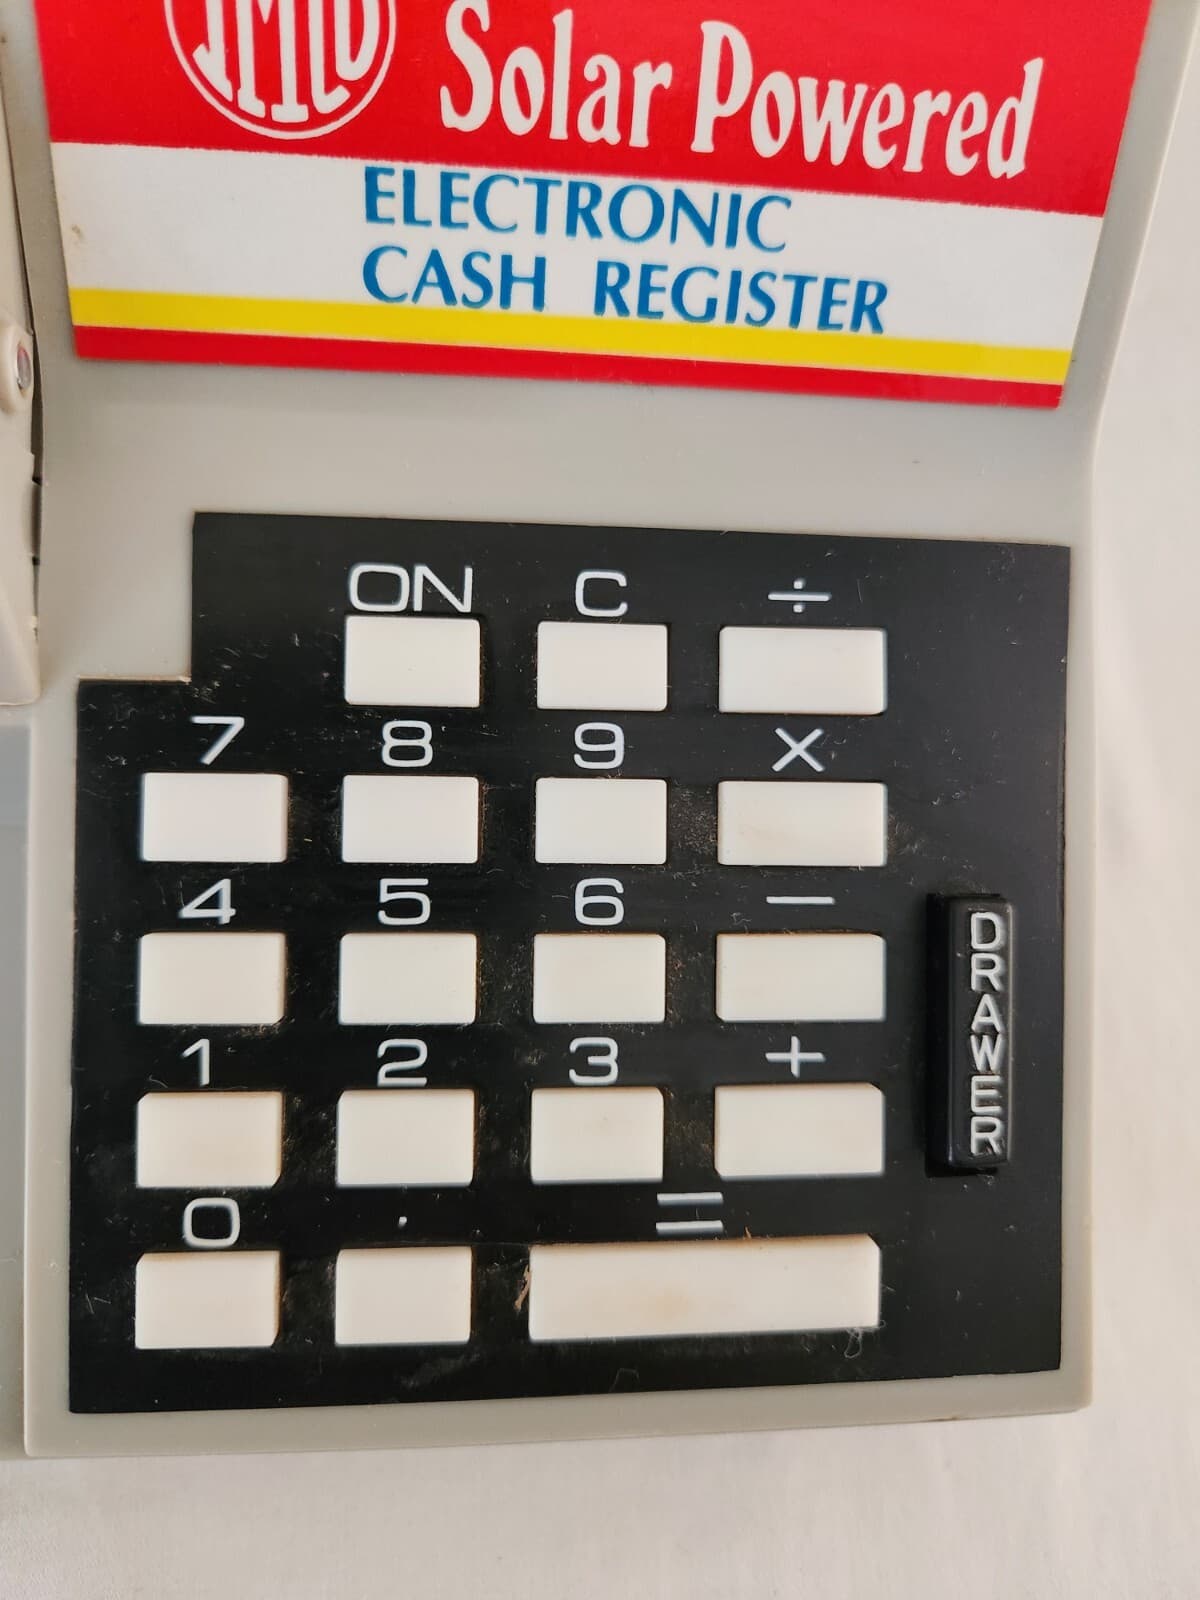 Solar Powered
ELECTRONIC
CASH REGISTER
ON C ÷
7 8 9 ×
4 5 6 −
1 2 3 +
0 . =
DRAWER